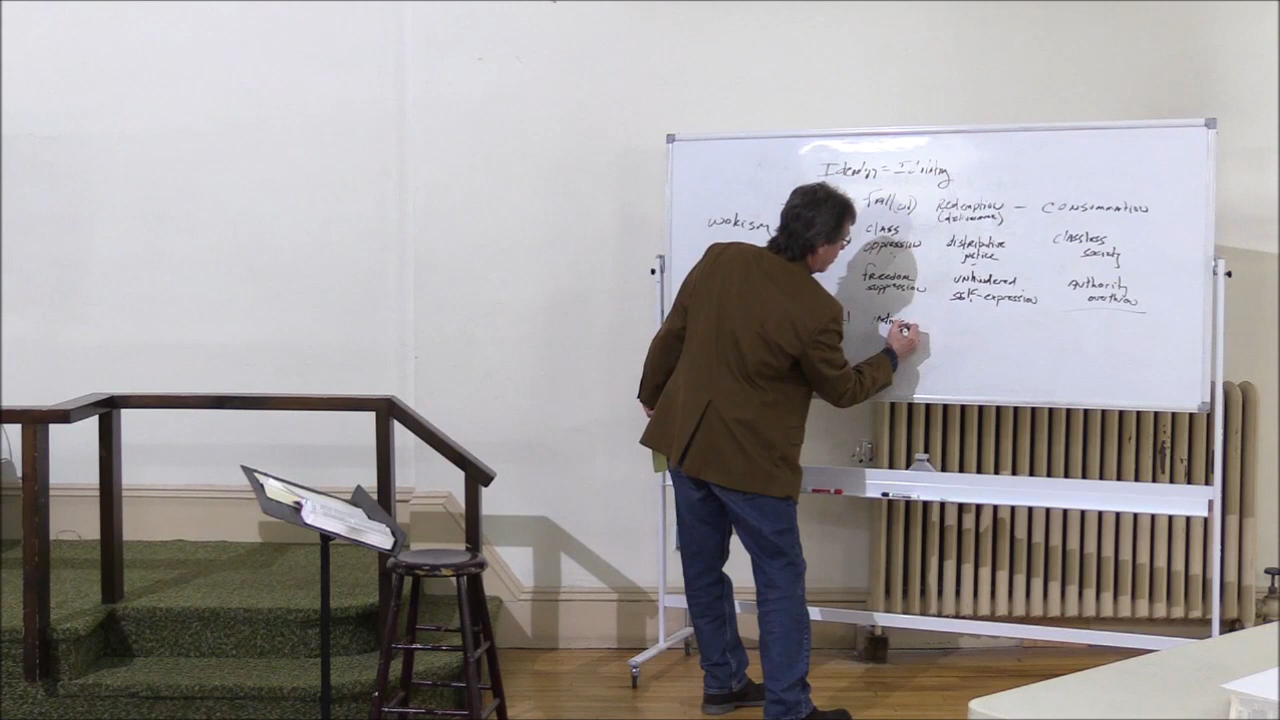 Ideology = Idolatry
Fall(out) Redemption - CONSUMMATION
(deliverance)
wokism class distributive classless
oppression justice society
freedom unhindered Authority
suppression self-expression overthrow